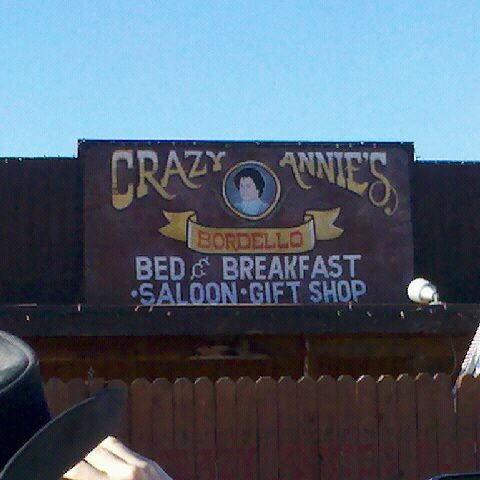 CRAZY ANNIE'S
BORDELLO
BED & BREAKFAST
•SALOON•GIFT SHOP